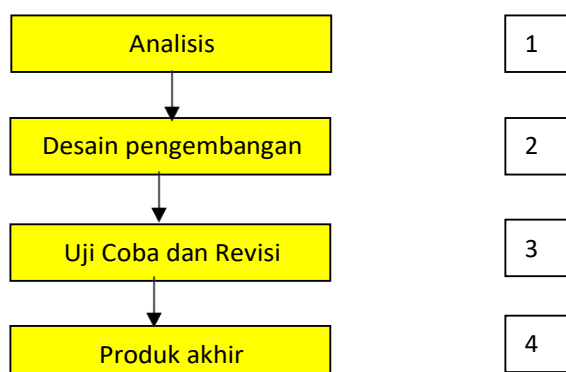 Analisis 1
Desain pengembangan 2
Uji Coba dan Revisi 3
Produk akhir 4